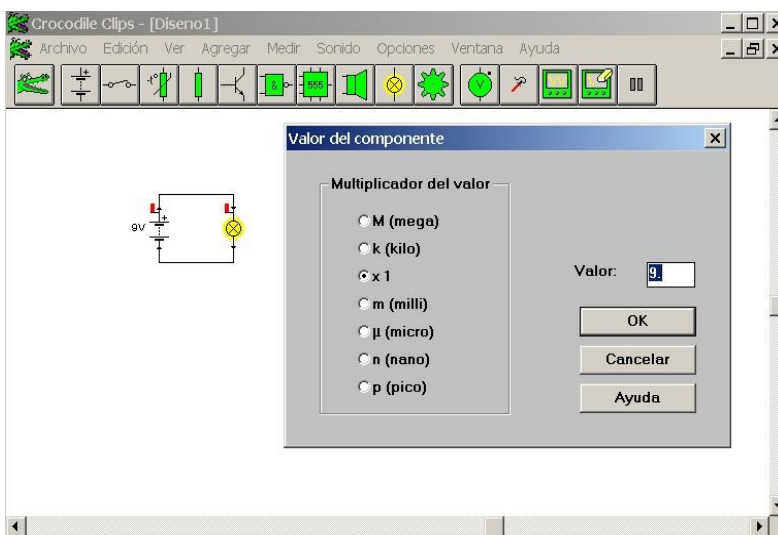 Crocodile Clips - [Diseno1]
Archivo Edición Ver Agregar Medir Sonido Opciones Ventana Ayuda
-t° & 555 V
Valor del componente
Multiplicador del valor
M (mega)
k (kilo)
x 1
m (milli)
µ (micro)
n (nano)
p (pico)
Valor: 9.
OK
Cancelar
Ayuda
9V